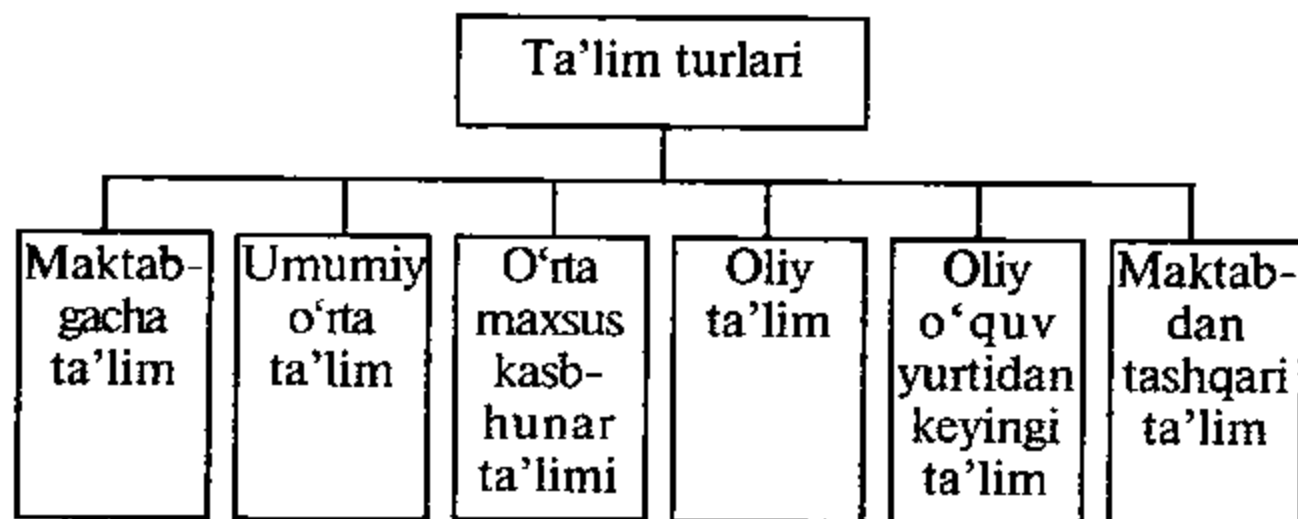 Ta’lim turlari
Maktab-
gacha
ta’lim
Umumiy
o‘rta
ta’lim
O‘rta
maxsus
kasb-
hunar
ta’limi
Oliy
ta’lim
Oliy
o‘quv
yurtidan
keyingi
ta’lim
Maktab-
dan
tashqari
ta’lim